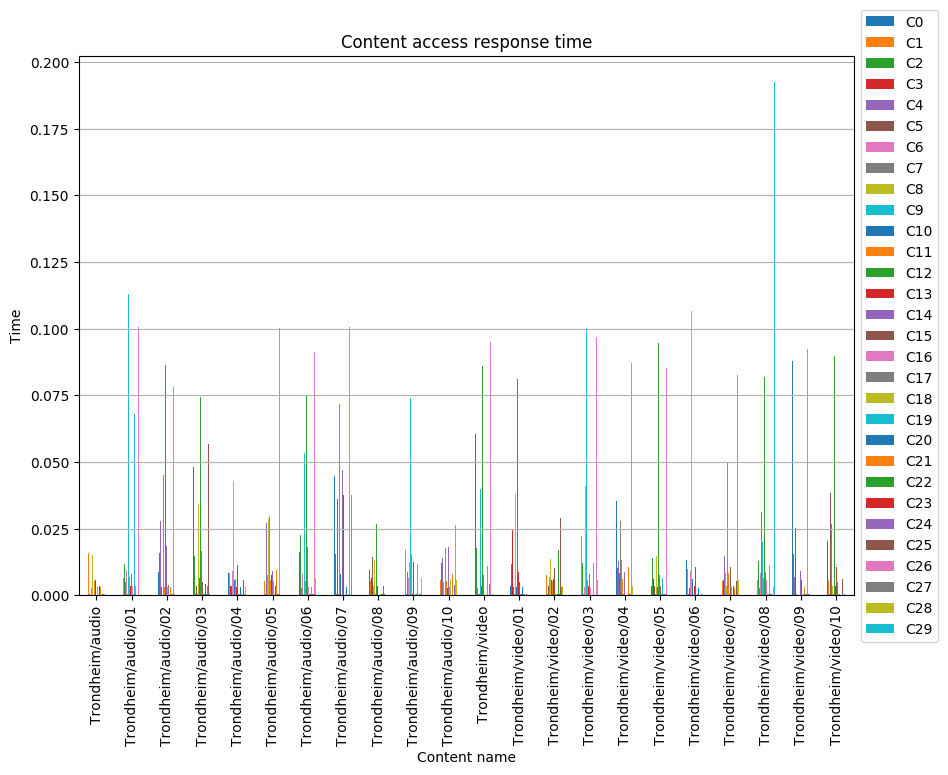 Content access response time
Time
0.200
0.175
0.150
0.125
0.100
0.075
0.050
0.025
0.000
Trondheim/audio
Trondheim/audio/01
Trondheim/audio/02
Trondheim/audio/03
Trondheim/audio/04
Trondheim/audio/05
Trondheim/audio/06
Trondheim/audio/07
Trondheim/audio/08
Trondheim/audio/09
Trondheim/audio/10
Trondheim/video
Trondheim/video/01
Trondheim/video/02
Trondheim/video/03
Trondheim/video/04
Trondheim/video/05
Trondheim/video/06
Trondheim/video/07
Trondheim/video/08
Trondheim/video/09
Trondheim/video/10
Content name
C0
C1
C2
C3
C4
C5
C6
C7
C8
C9
C10
C11
C12
C13
C14
C15
C16
C17
C18
C19
C20
C21
C22
C23
C24
C25
C26
C27
C28
C29